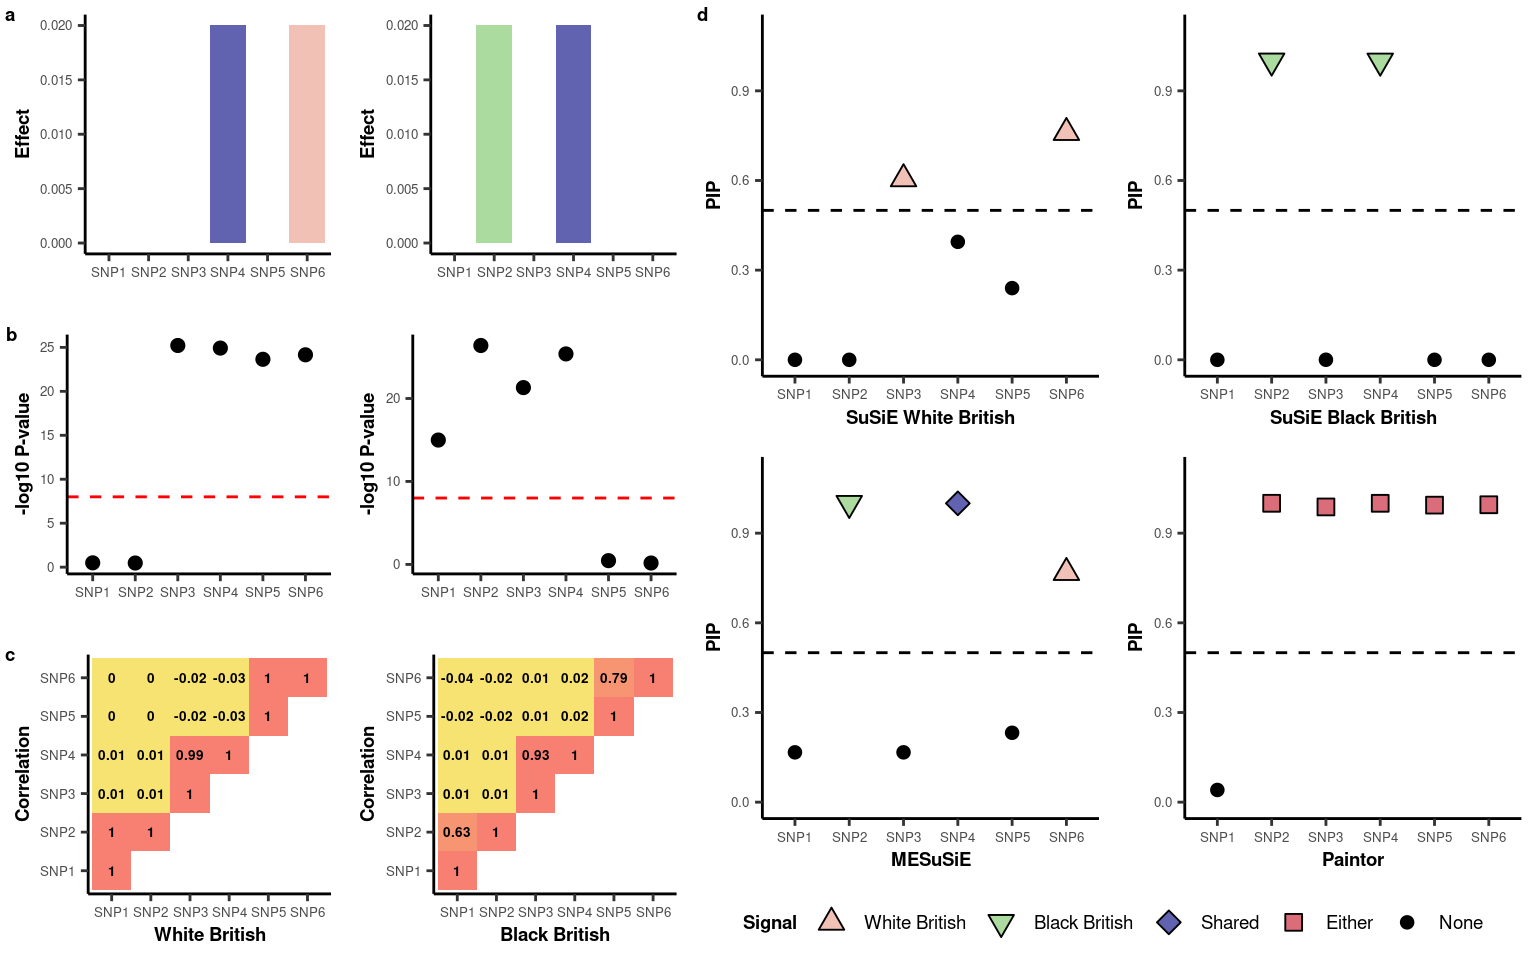 a
Effect
0.020
0.015
0.010
0.005
0.000
SNP1 SNP2 SNP3 SNP4 SNP5 SNP6
Effect
0.020
0.015
0.010
0.005
0.000
SNP1 SNP2 SNP3 SNP4 SNP5 SNP6
b
-log10 P-value
25
20
15
10
5
0
SNP1 SNP2 SNP3 SNP4 SNP5 SNP6
-log10 P-value
20
10
0
SNP1 SNP2 SNP3 SNP4 SNP5 SNP6
c
Correlation
SNP6 0 0 -0.02 -0.03 1 1
SNP5 0 0 -0.02 -0.03 1
SNP4 0.01 0.01 0.99 1
SNP3 0.01 0.01 1
SNP2 1 1
SNP1 1
SNP1 SNP2 SNP3 SNP4 SNP5 SNP6
White British
Correlation
SNP6 -0.04 -0.02 0.01 0.02 0.79 1
SNP5 -0.02 -0.02 0.01 0.02 1
SNP4 0.01 0.01 0.93 1
SNP3 0.01 0.01 1
SNP2 0.63 1
SNP1 1
SNP1 SNP2 SNP3 SNP4 SNP5 SNP6
Black British
d
PIP
0.9
0.6
0.3
0.0
SNP1 SNP2 SNP3 SNP4 SNP5 SNP6
SuSiE White British
PIP
0.9
0.6
0.3
0.0
SNP1 SNP2 SNP3 SNP4 SNP5 SNP6
SuSiE Black British
PIP
0.9
0.6
0.3
0.0
SNP1 SNP2 SNP3 SNP4 SNP5 SNP6
MESuSiE
PIP
0.9
0.6
0.3
0.0
SNP1 SNP2 SNP3 SNP4 SNP5 SNP6
Paintor
Signal White British Black British Shared Either None